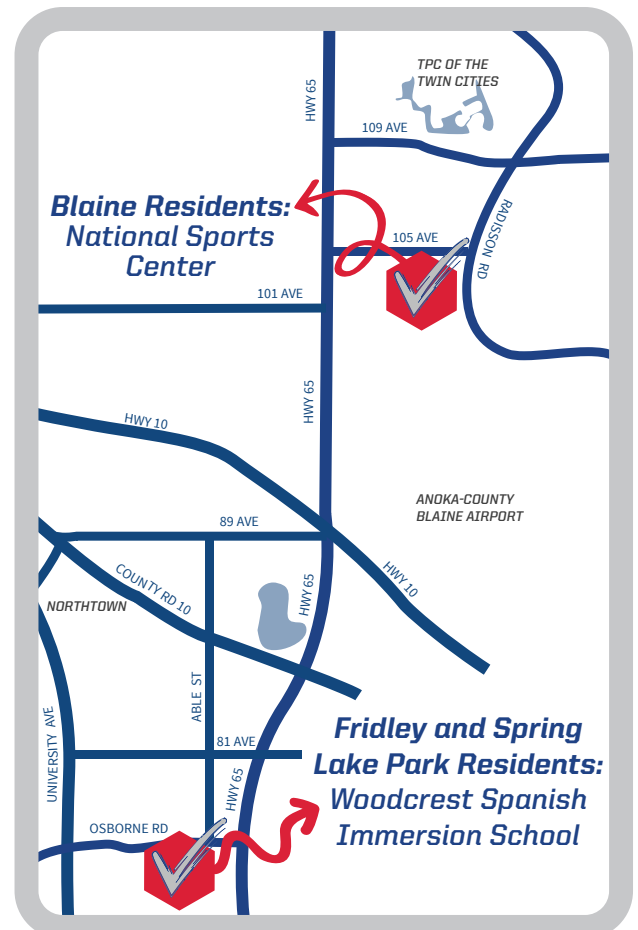 TPC OF THE
TWIN CITIES
HWY 65
109 AVE
Blaine Residents:
National Sports
Center
RADISSON RD
105 AVE
101 AVE
HWY 65
HWY 10
ANOKA-COUNTY
BLAINE AIRPORT
89 AVE
HWY 10
COUNTY RD 10
HWY 65
NORTHTOWN
ABLE ST
UNIVERSITY AVE
81 AVE
Fridley and Spring
Lake Park Residents:
Woodcrest Spanish
Immersion School
HWY 65
OSBORNE RD